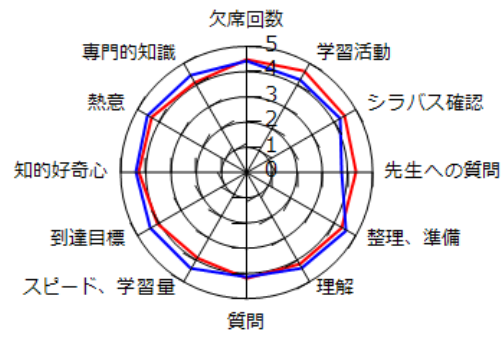 欠席回数
学習活動
シラバス確認
先生への質問
整理、準備
理解
質問
スピード、学習量
到達目標
知的好奇心
熱意
専門的知識
5
4
3
2
1
0